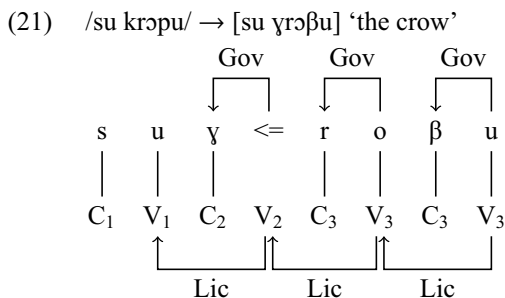 (21) /su krɔpu/ → [su ɣrɔβu] ‘the crow’
Gov Gov Gov
s u ɣ <= r o β u
C₁ V₁ C₂ V₂ C₃ V₃ C₃ V₃
Lic Lic Lic